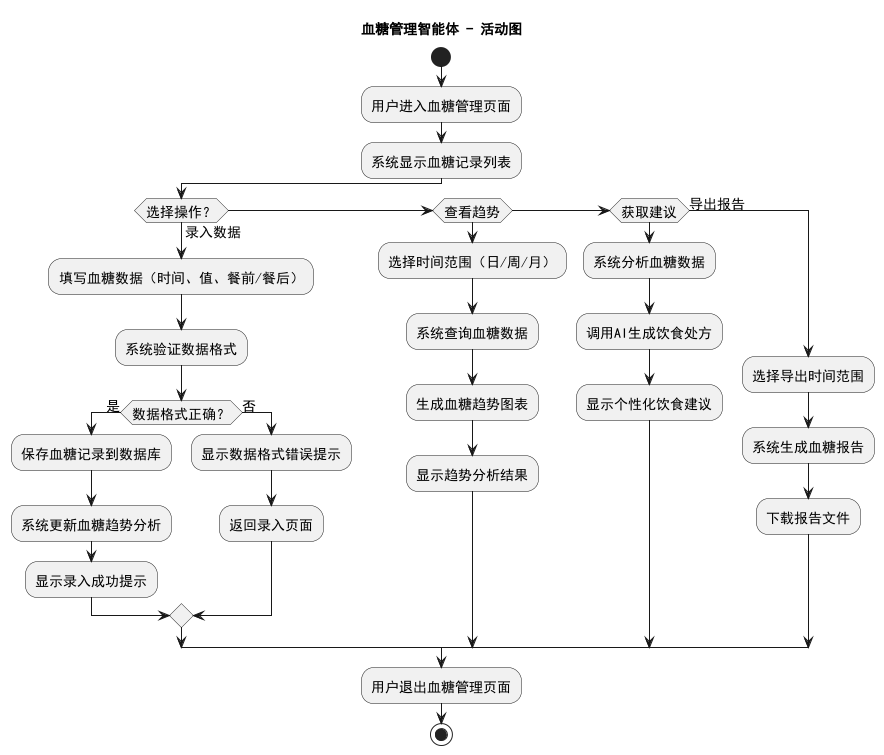 血糖管理智能体 - 活动图
用户进入血糖管理页面
系统显示血糖记录列表
选择操作?
录入数据
填写血糖数据（时间、值、餐前/餐后）
系统验证数据格式
数据格式正确?
是
保存血糖记录到数据库
系统更新血糖趋势分析
显示录入成功提示
否
显示数据格式错误提示
返回录入页面
查看趋势
选择时间范围（日/周/月）
系统查询血糖数据
生成血糖趋势图表
显示趋势分析结果
获取建议
系统分析血糖数据
调用AI生成饮食处方
显示个性化饮食建议
导出报告
选择导出时间范围
系统生成血糖报告
下载报告文件
用户退出血糖管理页面